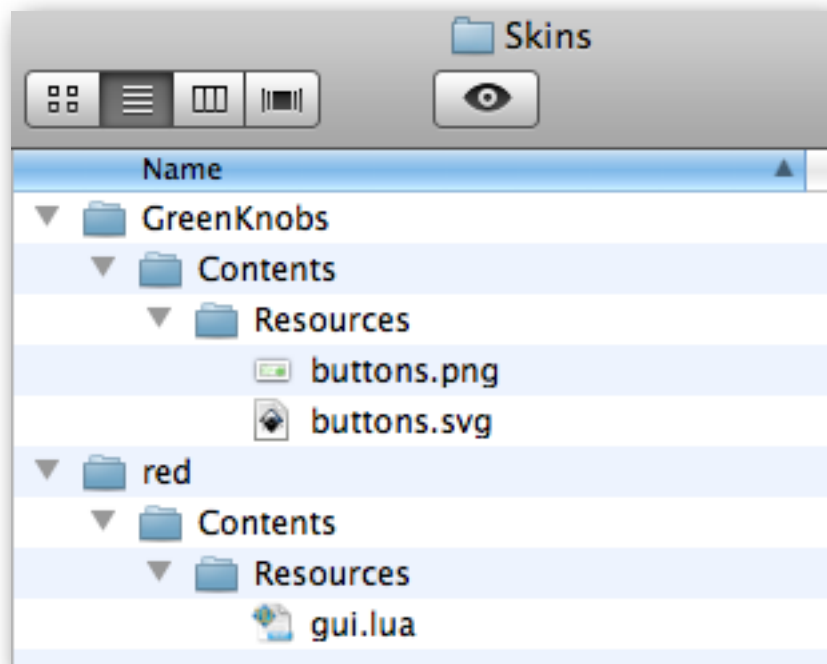 Skins
Name
GreenKnobs
Contents
Resources
buttons.png
buttons.svg
red
Contents
Resources
gui.lua